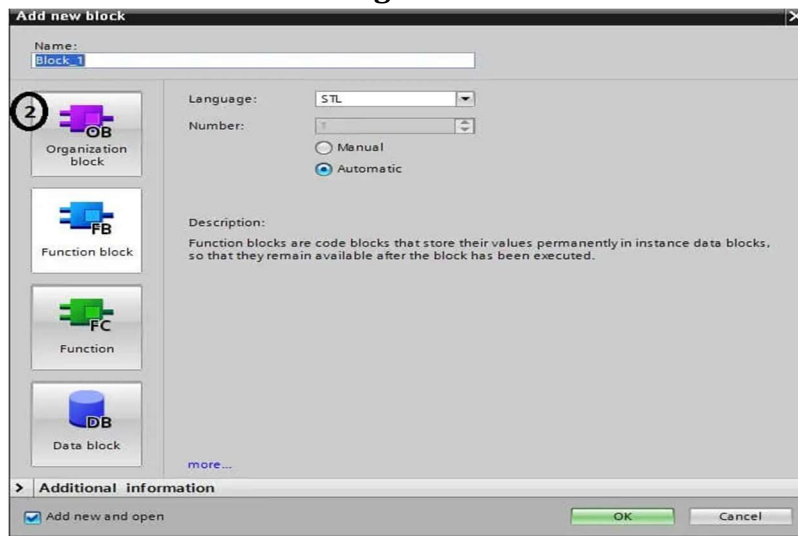 Add new block
Name:
Block_1
2
OB
Organization
block
FB
Function block
FC
Function
DB
Data block
Language:
STL
Number:
Manual
Automatic
Description:
Function blocks are code blocks that store their values permanently in instance data blocks,
so that they remain available after the block has been executed.
more...
> Additional information
Add new and open
OK
Cancel